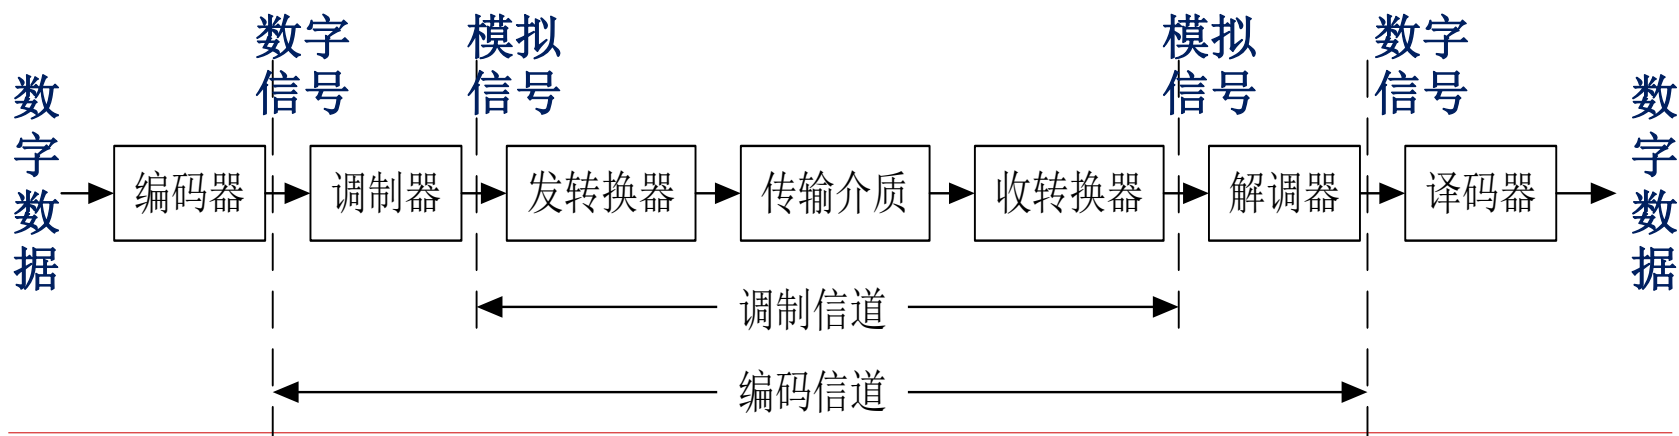 数字
信号
模拟
信号
模拟
信号
数字
信号
数字数据
编码器
调制器
发转换器
传输介质
收转换器
解调器
译码器
数字数据
调制信道
编码信道